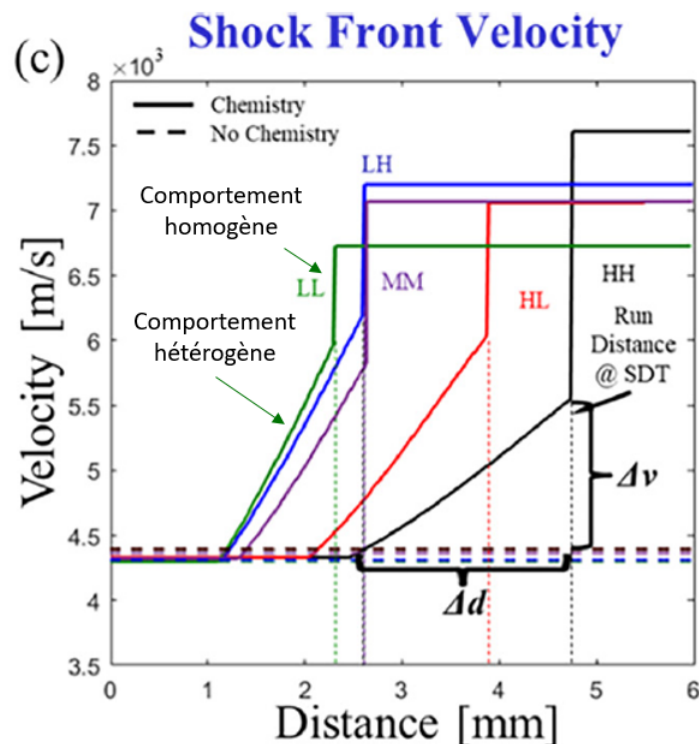 Shock Front Velocity
(c)
×10³
Velocity [m/s]
8
7.5
7
6.5
6
5.5
5
4.5
4
3.5
Chemistry
No Chemistry
LH
Comportement
homogène
LL
MM
HL
HH
Comportement
hétérogène
Run
Distance
@ SDT
Δv
Δd
0 1 2 3 4 5 6
Distance [mm]